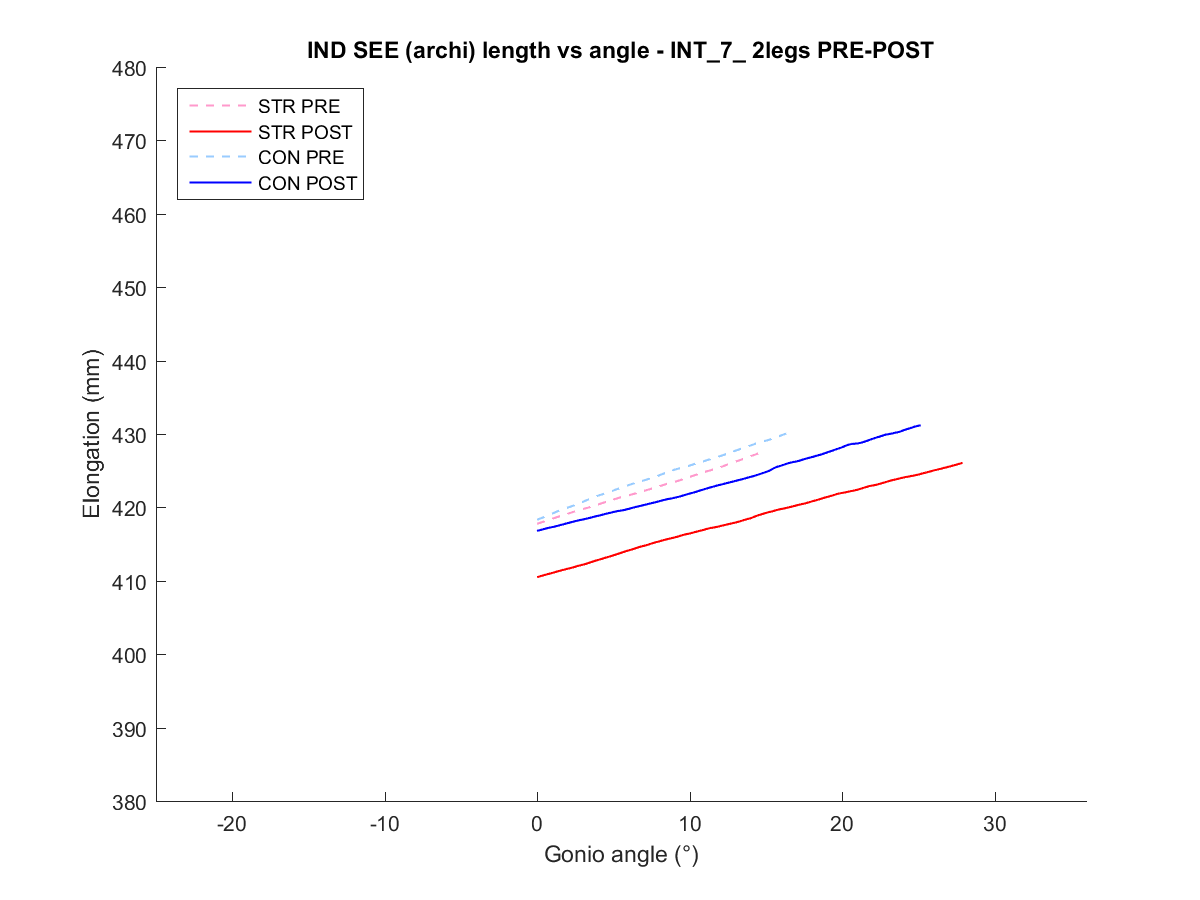 IND SEE (archi) length vs angle - INT_7_ 2legs PRE-POST
480
470
460
450
440
430
420
410
400
390
380
Elongation (mm)
STR PRE
STR POST
CON PRE
CON POST
-20
-10
0
10
20
30
Gonio angle (°)